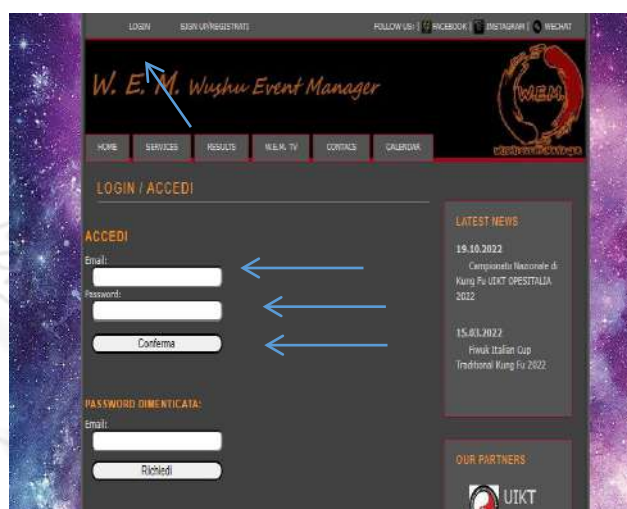 LOGIN SIGN UP/REGISTRATI FOLLOW US: | FACEBOOK | INSTAGRAM | WECHAT
W. E. M. Wushu Event Manager
W.E.M.
HOME SERVICES RESULTS W.E.M. TV CONTACS CALENDAR
LOGIN / ACCEDI
ACCEDI
Email:
Password:
Conferma
PASSWORD DIMENTICATA:
Email:
Richiedi
LATEST NEWS
19.10.2022
Campionato Nazionale di
Kung Fu UIKT OPESITALIA
2022
15.03.2022
Fiwuk Italian Cup
Traditional Kung Fu 2022
OUR PARTNERS
UIKT